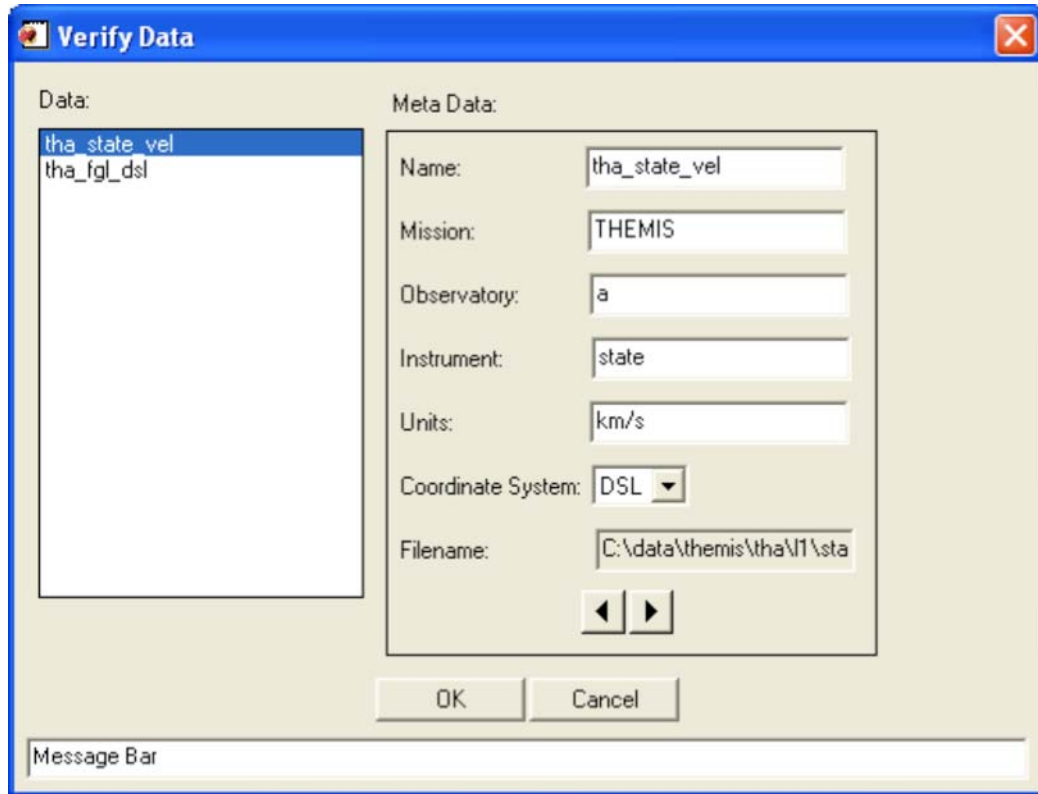 Verify Data
Data:
tha_state_vel
tha_fgl_dsl
Meta Data:
Name: tha_state_vel
Mission: THEMIS
Observatory: a
Instrument: state
Units: km/s
Coordinate System: DSL
Filename: C:\data\themis\tha\l1\sta
OK Cancel
Message Bar